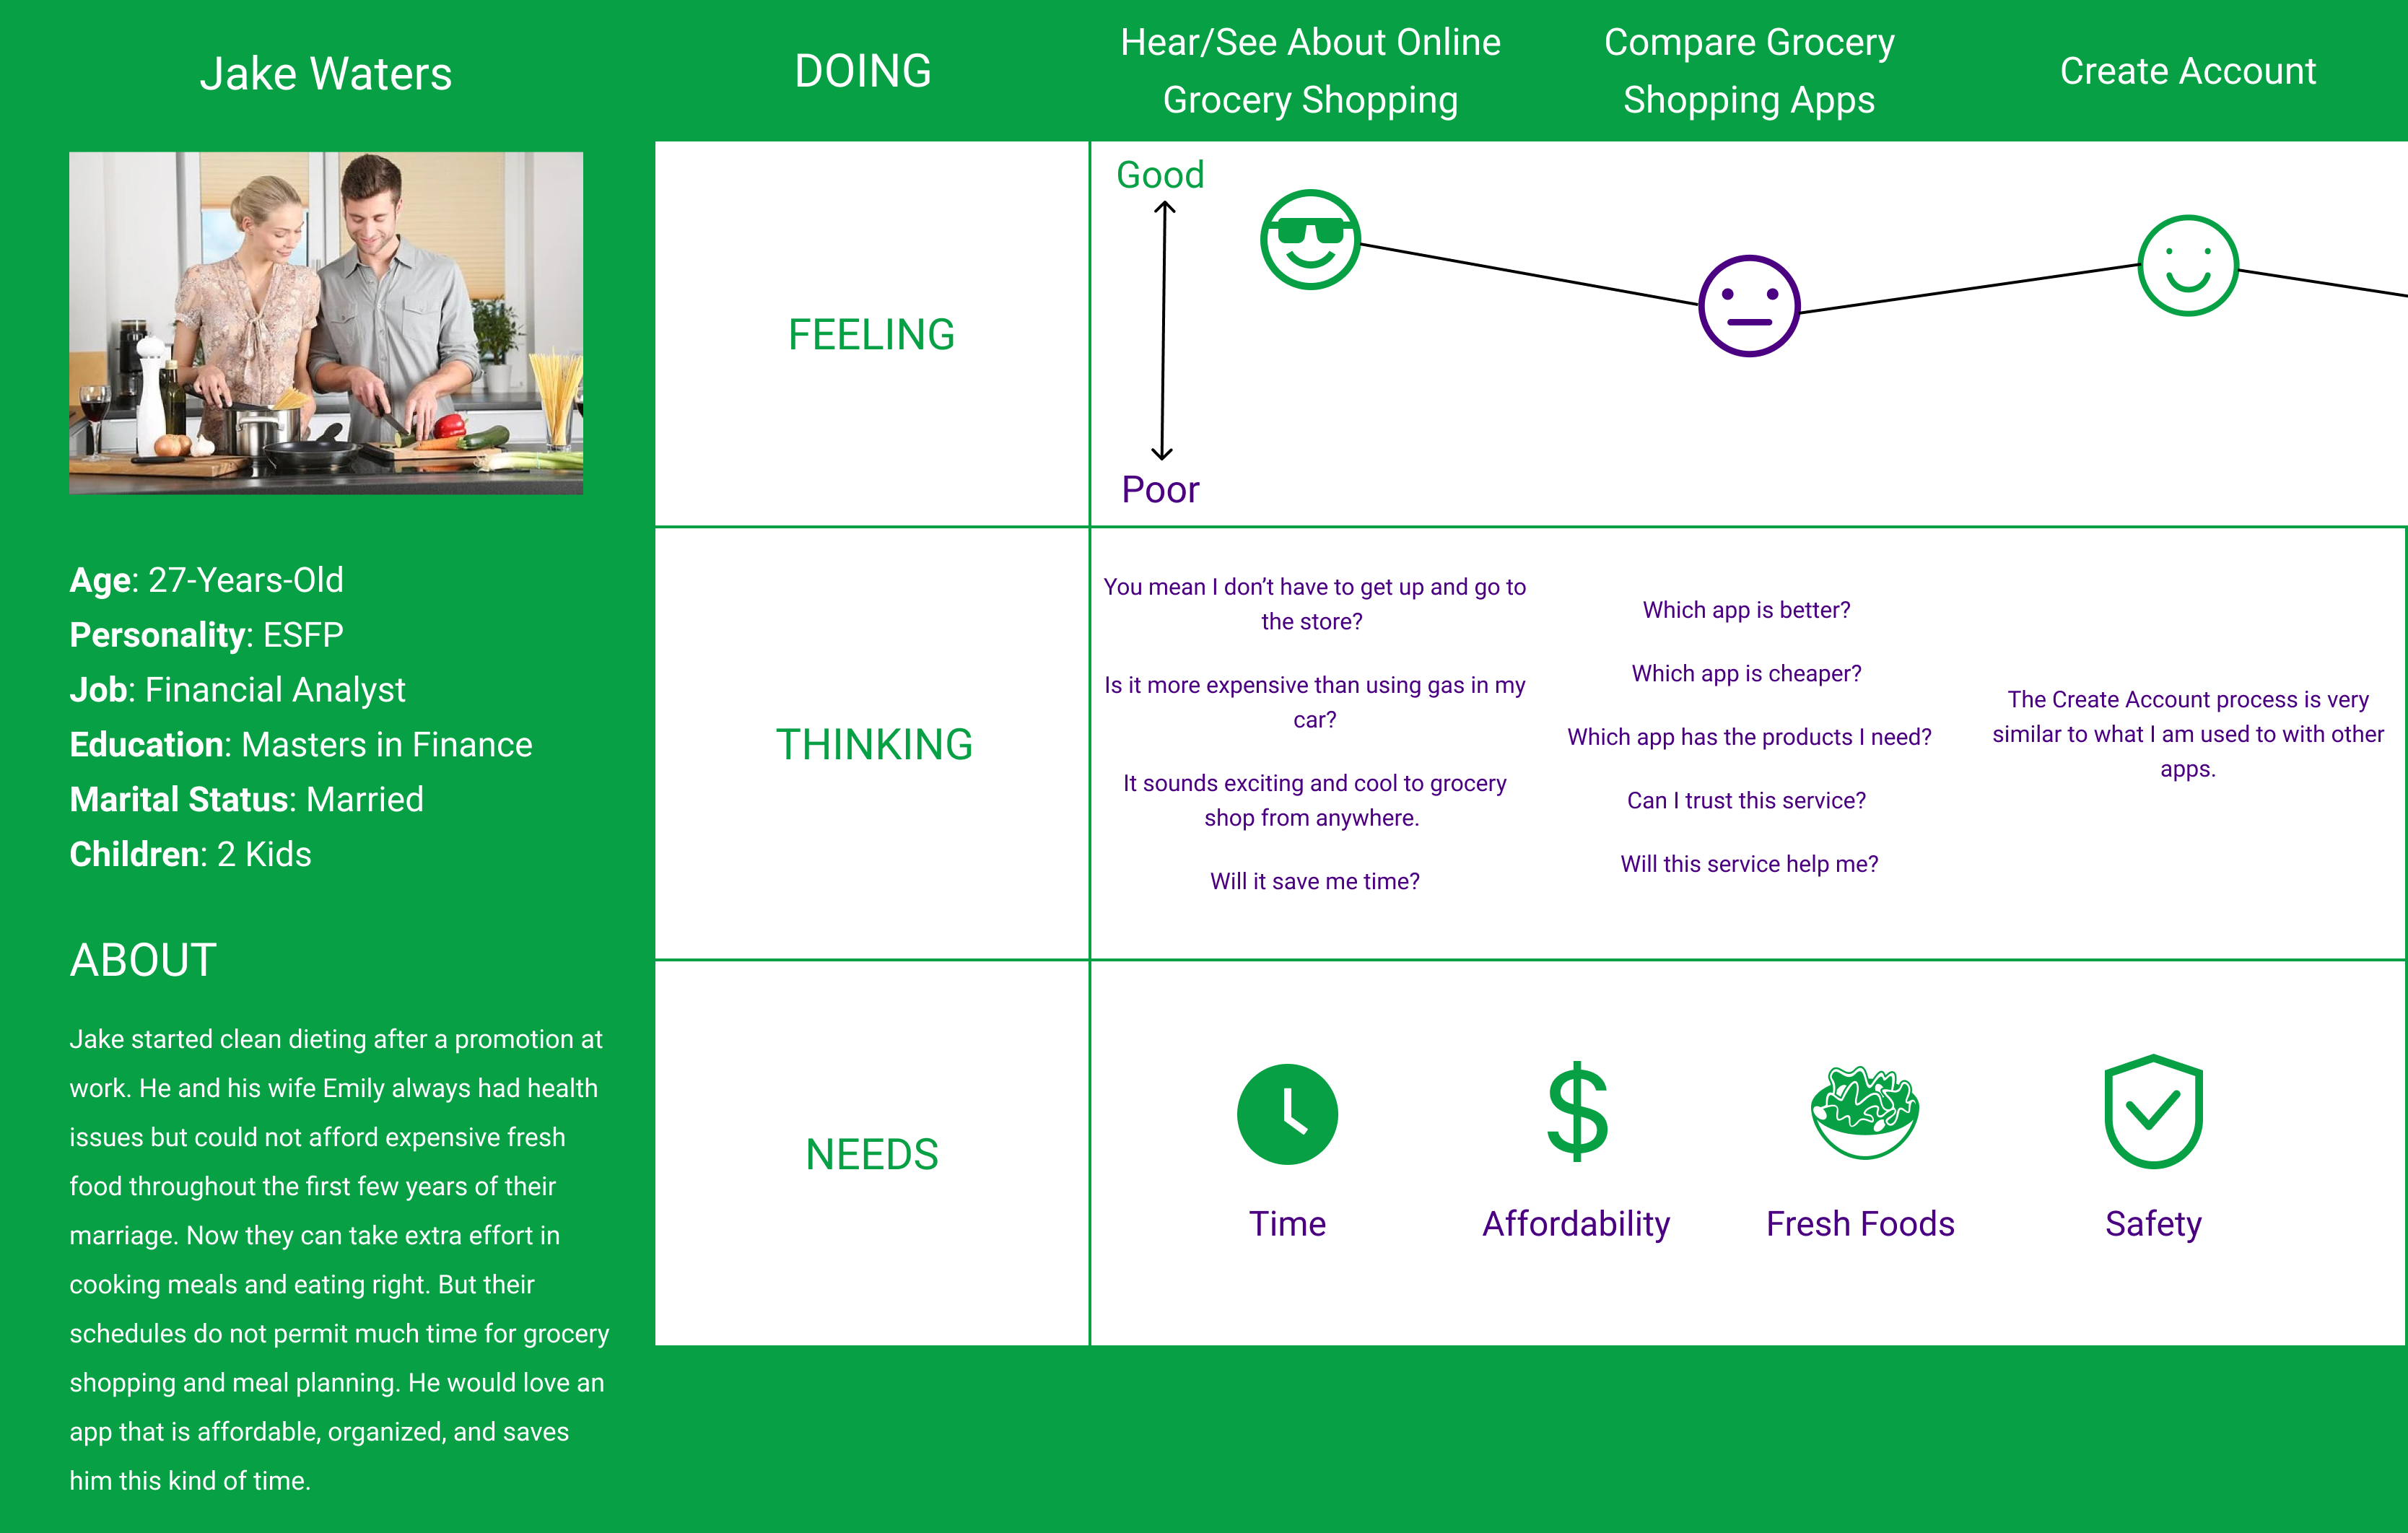 Jake Waters
Age: 27-Years-Old
Personality: ESFP
Job: Financial Analyst
Education: Masters in Finance
Marital Status: Married
Children: 2 Kids
ABOUT
Jake started clean dieting after a promotion at
work. He and his wife Emily always had health
issues but could not afford expensive fresh
food throughout the first few years of their
marriage. Now they can take extra effort in
cooking meals and eating right. But their
schedules do not permit much time for grocery
shopping and meal planning. He would love an
app that is affordable, organized, and saves
him this kind of time.
DOING
Hear/See About Online
Grocery Shopping
Compare Grocery
Shopping Apps
Create Account
FEELING
Good
Poor
THINKING
You mean I don’t have to get up and go to
the store?
Is it more expensive than using gas in my
car?
It sounds exciting and cool to grocery
shop from anywhere.
Will it save me time?
Which app is better?
Which app is cheaper?
Which app has the products I need?
Can I trust this service?
Will this service help me?
The Create Account process is very
similar to what I am used to with other
apps.
NEEDS
$
Time
Affordability
Fresh Foods
Safety